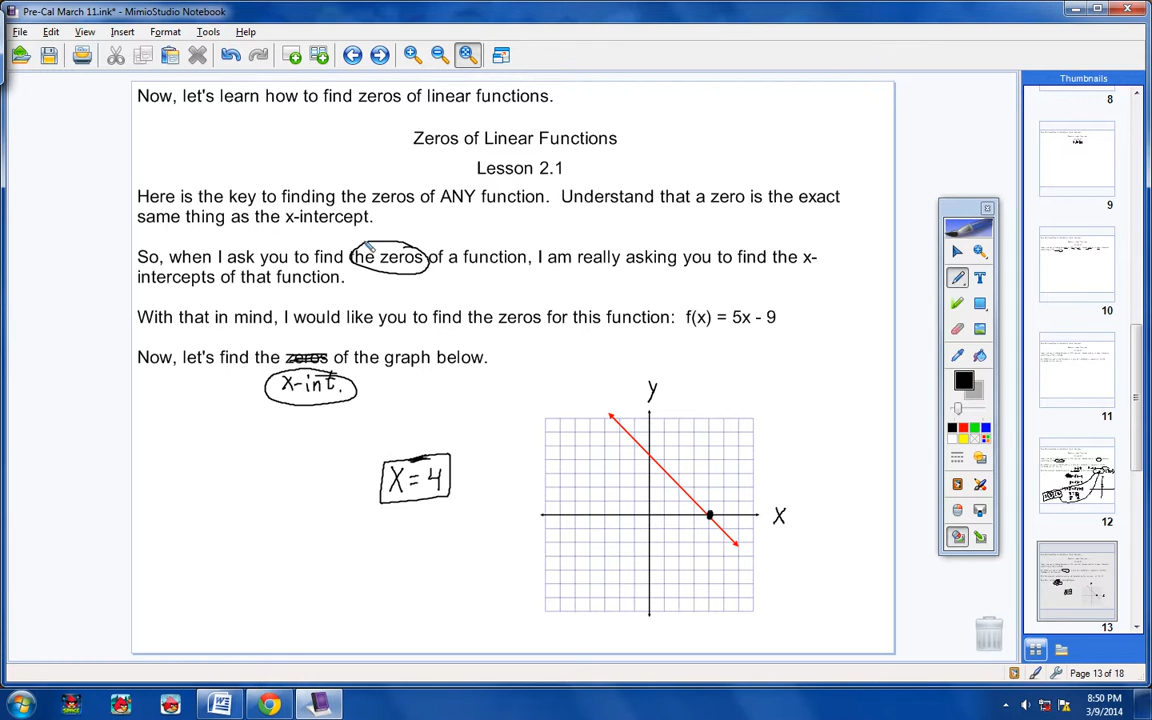 Pre-Cal March 11.ink* - MimioStudio Notebook
File Edit View Insert Format Tools Help
Now, let's learn how to find zeros of linear functions.
Zeros of Linear Functions
Lesson 2.1
Here is the key to finding the zeros of ANY function. Understand that a zero is the exact
same thing as the x-intercept.
So, when I ask you to find the zeros of a function, I am really asking you to find the x-
intercepts of that function.
With that in mind, I would like you to find the zeros for this function: f(x) = 5x - 9
Now, let's find the zeros of the graph below.
x-int.
y
X = 4
X
Thumbnails
8
9
10
11
12
13
Page 13 of 18
8:50 PM
3/9/2014